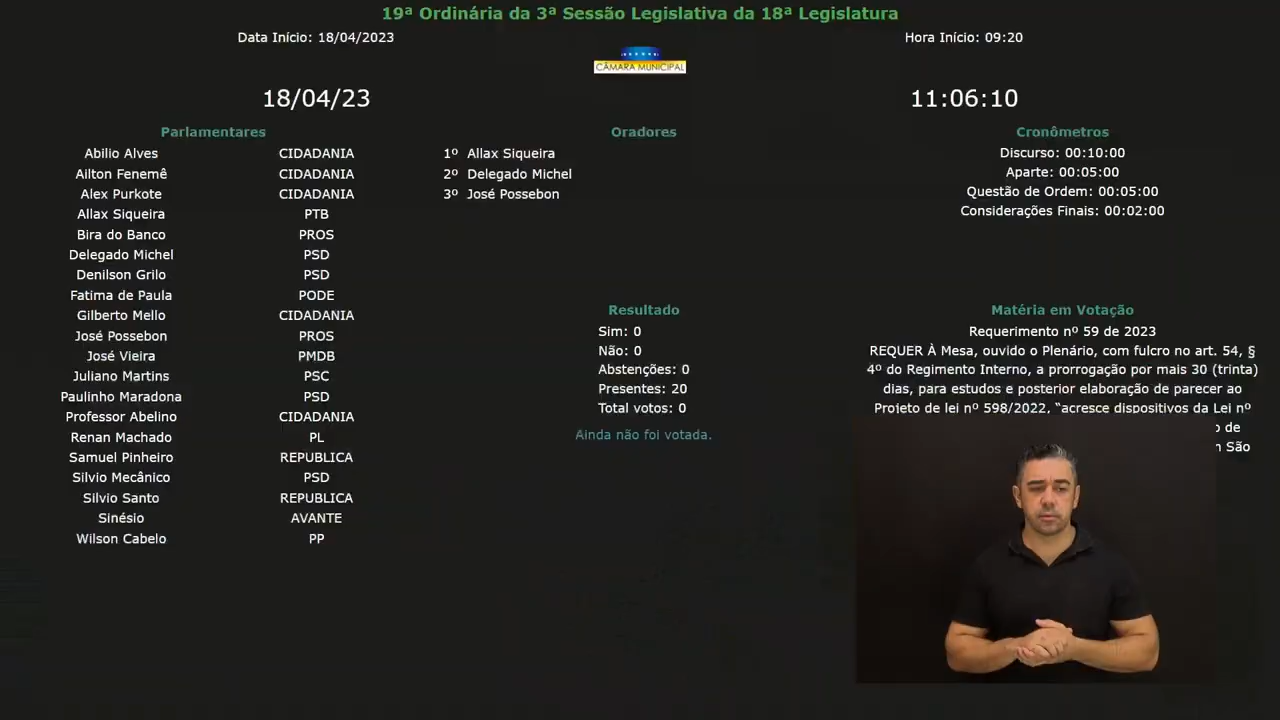 19ª Ordinária da 3ª Sessão Legislativa da 18ª Legislatura
Data Início: 18/04/2023
Hora Início: 09:20
CÂMARA MUNICIPAL
18/04/23
11:06:10
Parlamentares
Abilio Alves CIDADANIA
Ailton Fenemê CIDADANIA
Alex Purkote CIDADANIA
Allax Siqueira PTB
Bira do Banco PROS
Delegado Michel PSD
Denilson Grilo PSD
Fatima de Paula PODE
Gilberto Mello CIDADANIA
José Possebon PROS
José Vieira PMDB
Juliano Martins PSC
Paulinho Maradona PSD
Professor Abelino CIDADANIA
Renan Machado PL
Samuel Pinheiro REPUBLICA
Silvio Mecânico PSD
Silvio Santo REPUBLICA
Sinésio AVANTE
Wilson Cabelo PP
Oradores
1º Allax Siqueira
2º Delegado Michel
3º José Possebon
Resultado
Sim: 0
Não: 0
Abstenções: 0
Presentes: 20
Total votos: 0
Ainda não foi votada.
Cronômetros
Discurso: 00:10:00
Aparte: 00:05:00
Questão de Ordem: 00:05:00
Considerações Finais: 00:02:00
Matéria em Votação
Requerimento nº 59 de 2023
REQUER À Mesa, ouvido o Plenário, com fulcro no art. 54, §
4º do Regimento Interno, a prorrogação por mais 30 (trinta)
dias, para estudos e posterior elaboração de parecer ao
Projeto de lei nº 598/2022, “acresce dispositivos da Lei nº
de
São